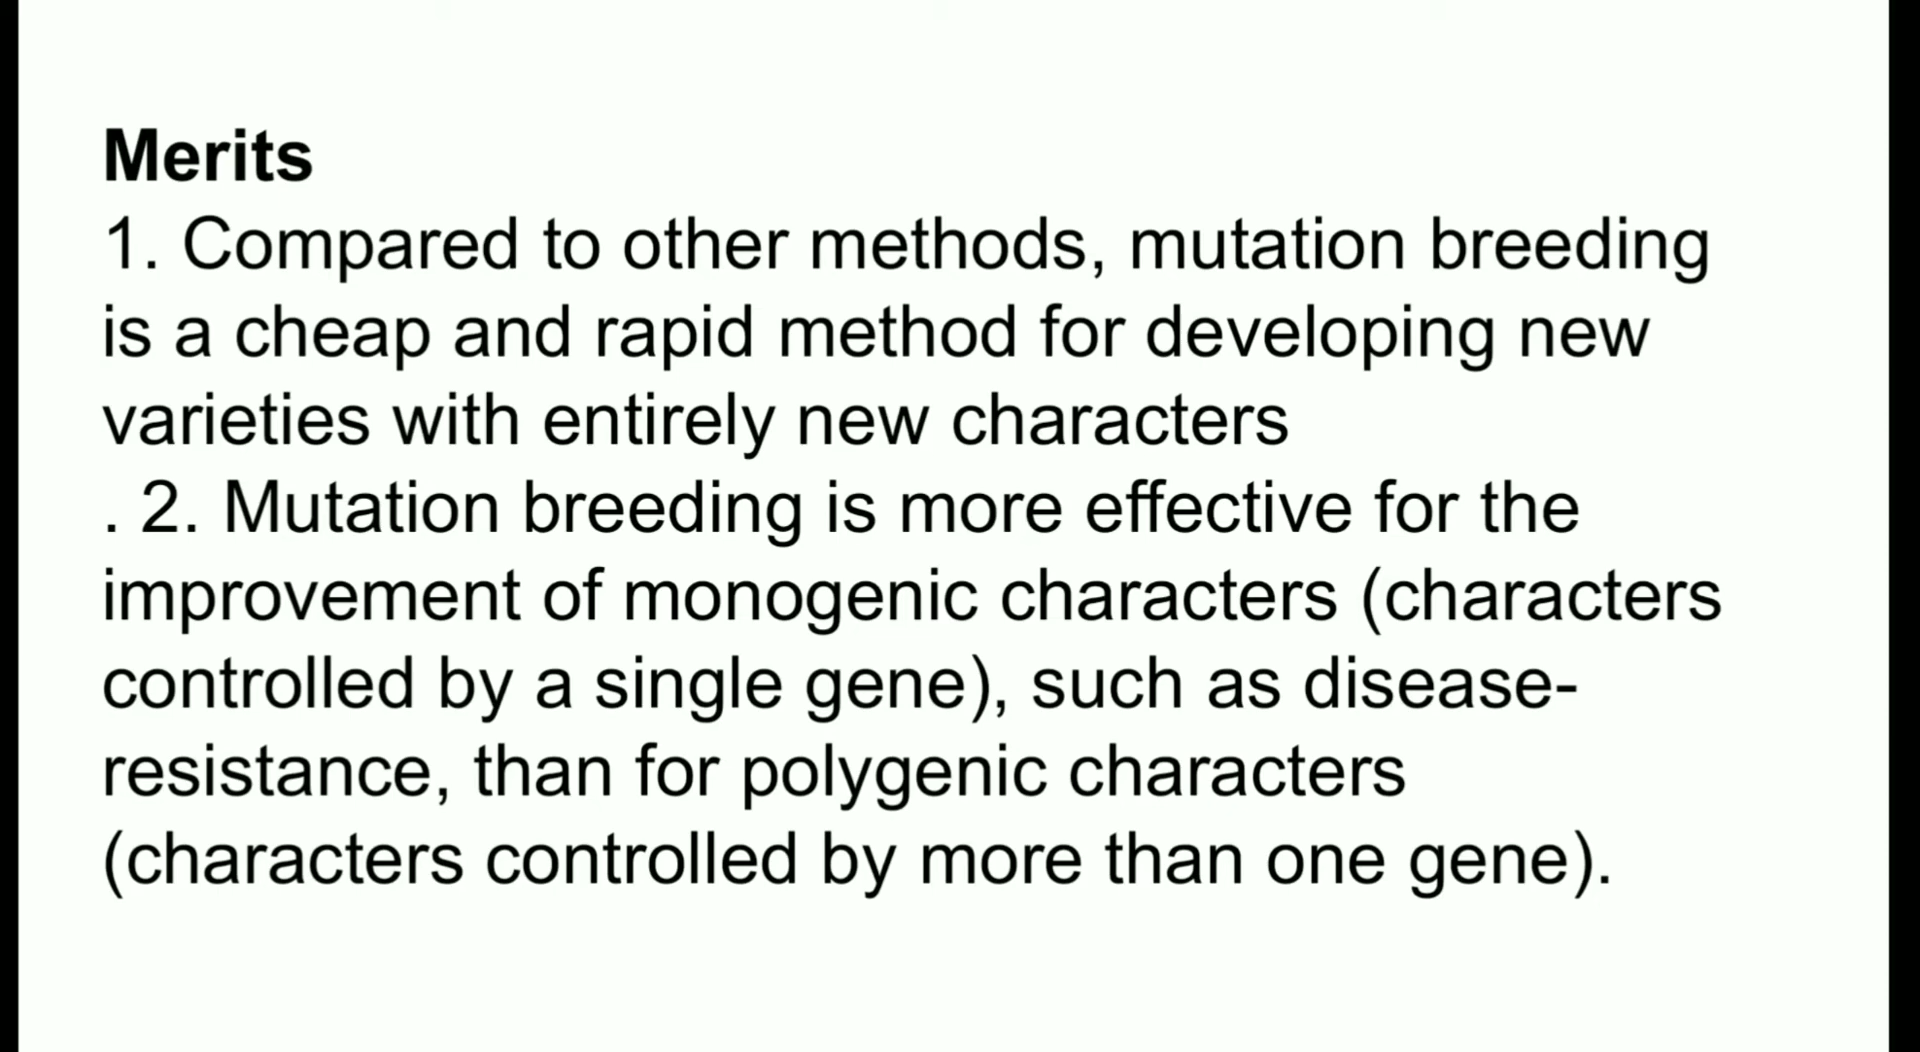 Merits
1. Compared to other methods, mutation breeding
is a cheap and rapid method for developing new
varieties with entirely new characters
. 2. Mutation breeding is more effective for the
improvement of monogenic characters (characters
controlled by a single gene), such as disease-
resistance, than for polygenic characters
(characters controlled by more than one gene).